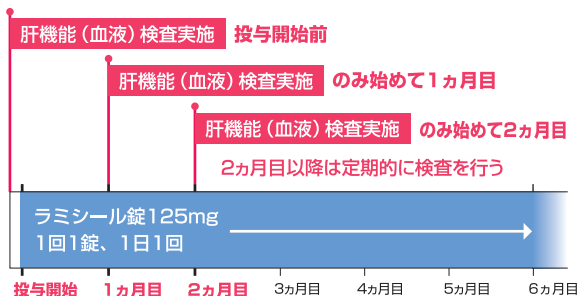 肝機能（血液）検査実施 投与開始前
肝機能（血液）検査実施 のみ始めて1ヵ月目
肝機能（血液）検査実施 のみ始めて2ヵ月目
2ヵ月目以降は定期的に検査を行う
ラミシール錠125mg
1回1錠、1日1回
投与開始 1ヵ月目 2ヵ月目 3ヵ月目 4ヵ月目 5ヵ月目 6ヵ月目